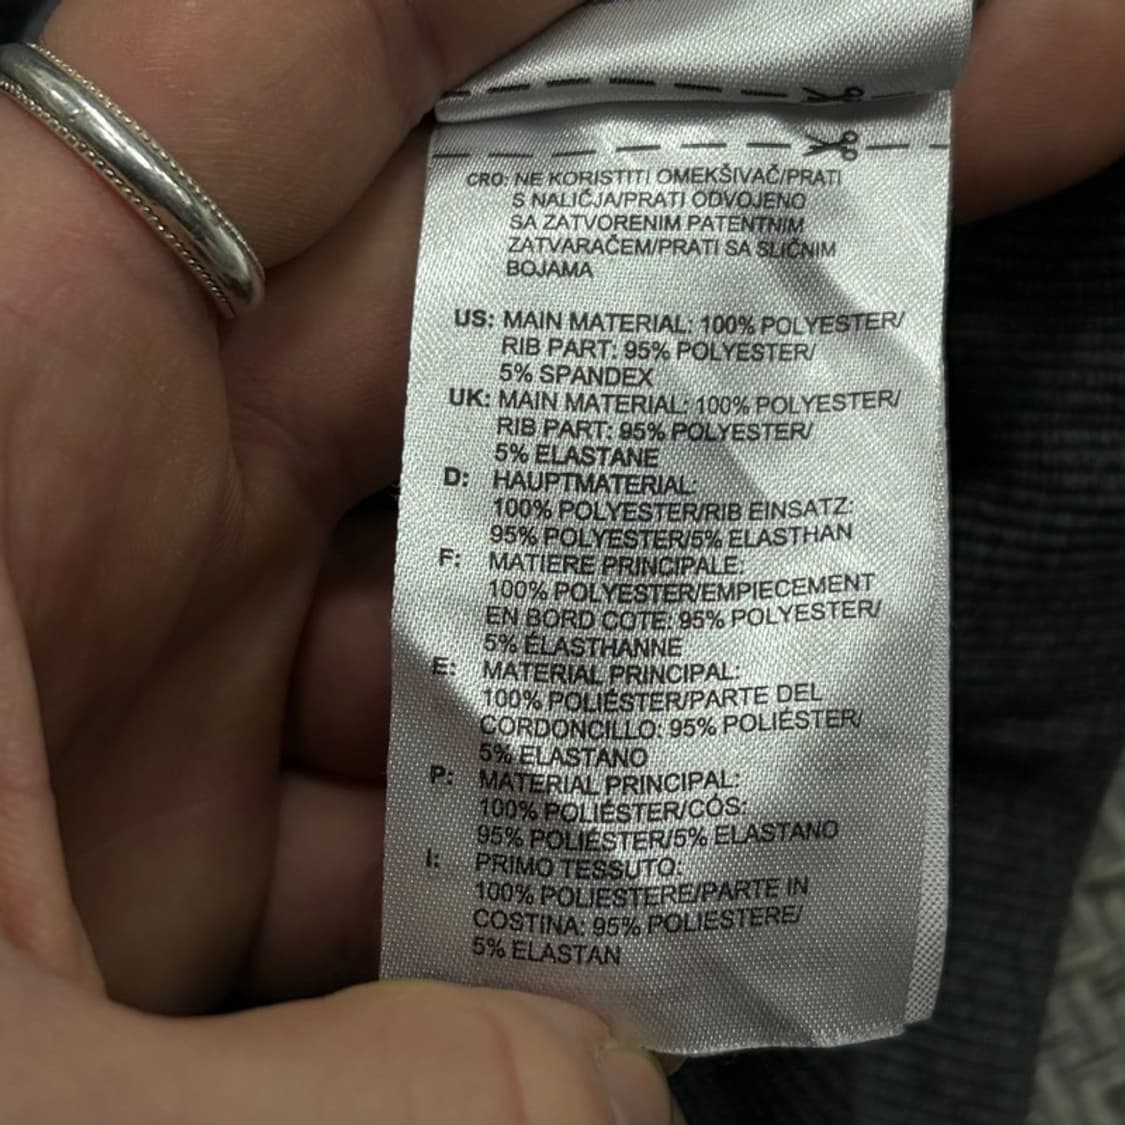 CRO: NE KORISTITI OMEKŠIVAČ/PRATI
S NALIČJA/PRATI ODVOJENO
SA ZATVORENIM PATENTNIM
ZATVARAČEM/PRATI SA SLIČNIM
BOJAMA
US: MAIN MATERIAL: 100% POLYESTER/
RIB PART: 95% POLYESTER/
5% SPANDEX
UK: MAIN MATERIAL: 100% POLYESTER/
RIB PART: 95% POLYESTER/
5% ELASTANE
D: HAUPTMATERIAL:
100% POLYESTER/RIB EINSATZ:
95% POLYESTER/5% ELASTHAN
F: MATIERE PRINCIPALE:
100% POLYESTER/EMPIECEMENT
EN BORD COTE: 95% POLYESTER/
5% ÉLASTHANNE
E: MATERIAL PRINCIPAL:
100% POLIÉSTER/PARTE DEL
CORDONCILLO: 95% POLIÉSTER/
5% ELASTANO
P: MATERIAL PRINCIPAL:
100% POLIÉSTER/CÓS:
95% POLIÉSTER/5% ELASTANO
I: PRIMO TESSUTO:
100% POLIESTERE/PARTE IN
COSTINA: 95% POLIESTERE/
5% ELASTAN